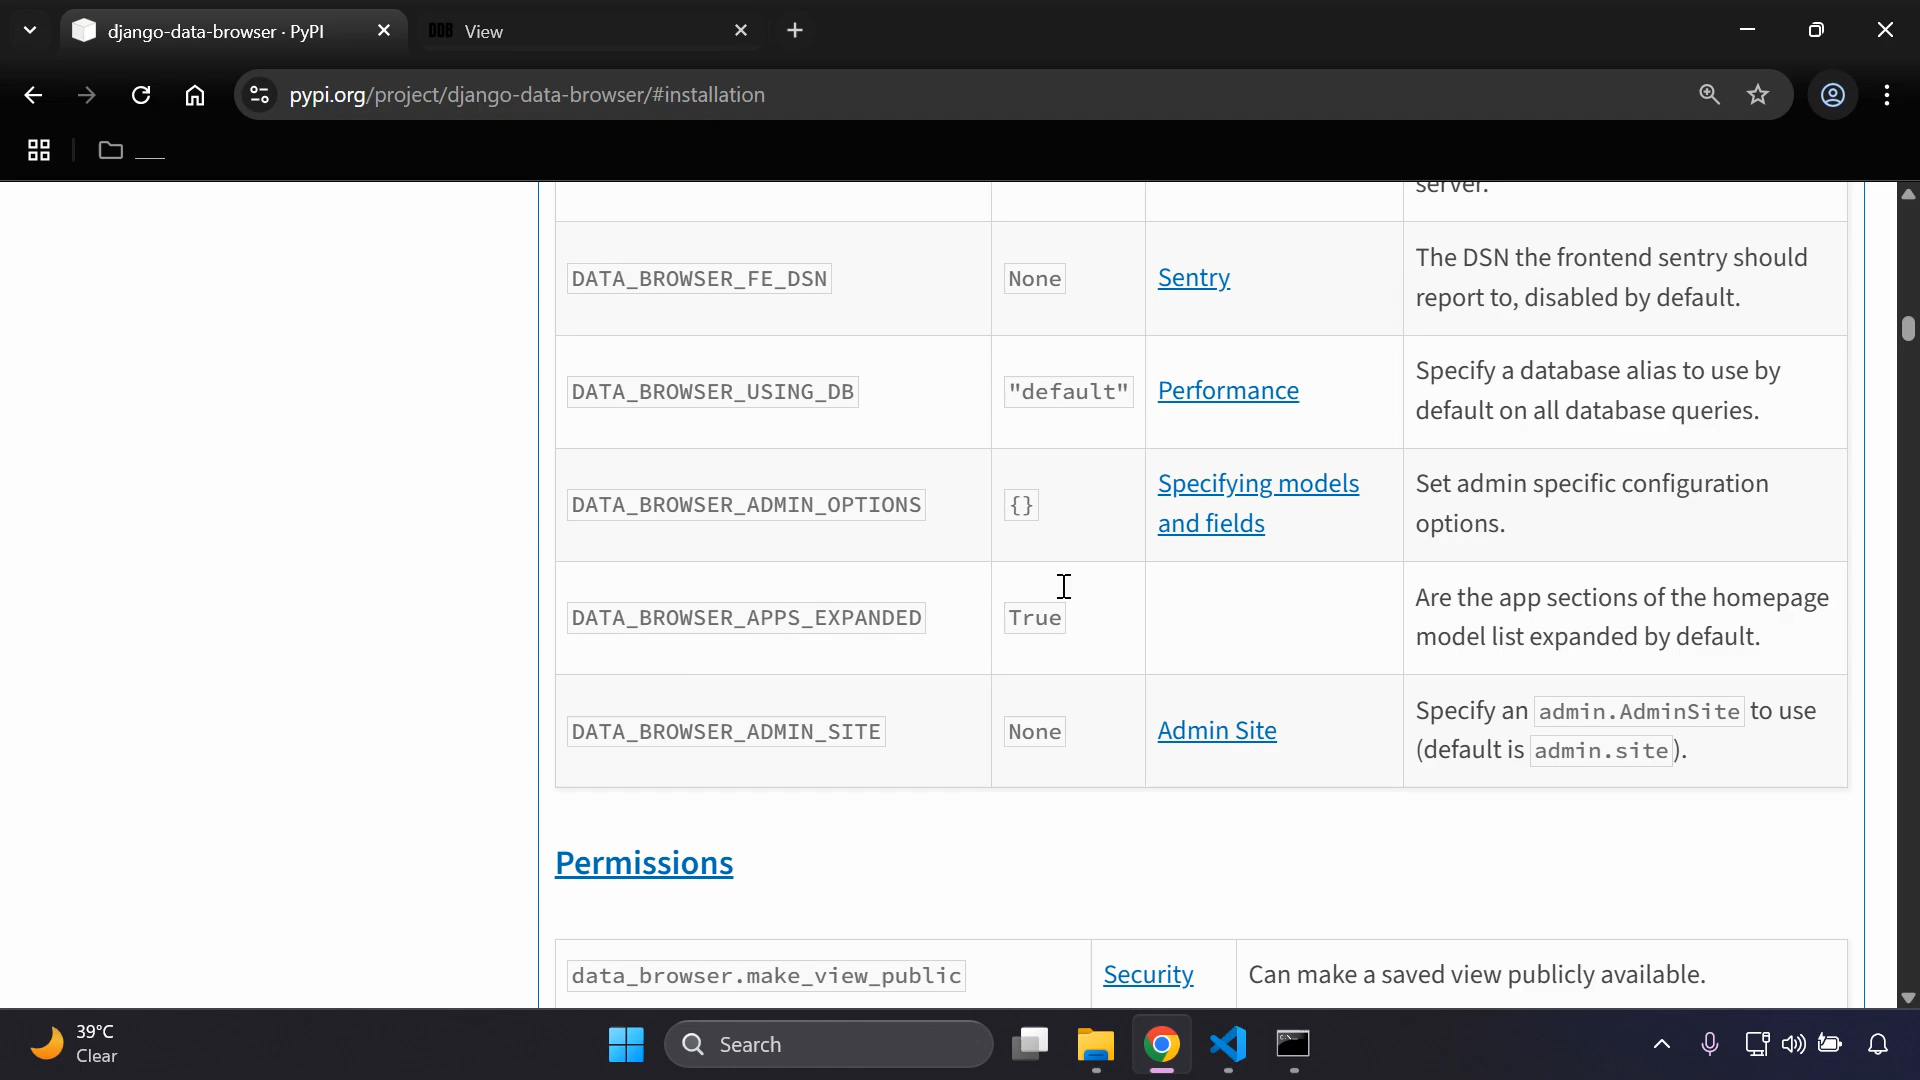 django-data-browser · PyPI
DDB View
pypi.org/project/django-data-browser/#installation
server.
DATA_BROWSER_FE_DSN None Sentry The DSN the frontend sentry should
report to, disabled by default.
DATA_BROWSER_USING_DB "default" Performance Specify a database alias to use by
default on all database queries.
DATA_BROWSER_ADMIN_OPTIONS {} Specifying models
and fields Set admin specific configuration
options.
DATA_BROWSER_APPS_EXPANDED True Are the app sections of the homepage
model list expanded by default.
DATA_BROWSER_ADMIN_SITE None Admin Site Specify an admin.AdminSite to use
(default is admin.site).
Permissions
data_browser.make_view_public Security Can make a saved view publicly available.
39°C
Clear
Search